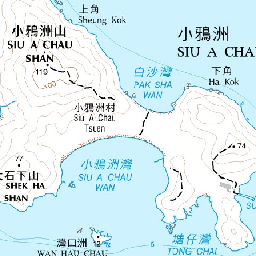 上角
Sheung Kok
小鴉洲山
SIU A CHAU
SHAN
119
小鴉洲
SIU A CHAU
下角
Ha Kok
白沙灣
PAK SHA
WAN
小鴉洲村
Siu A Chau
Tsuen
74
小鴉洲灣
SIU A CHAU
WAN
大石下山
SHEK HA
SHAN
灣口洲
WAN HAU CHAU
塘仔灣
TONG CHAI